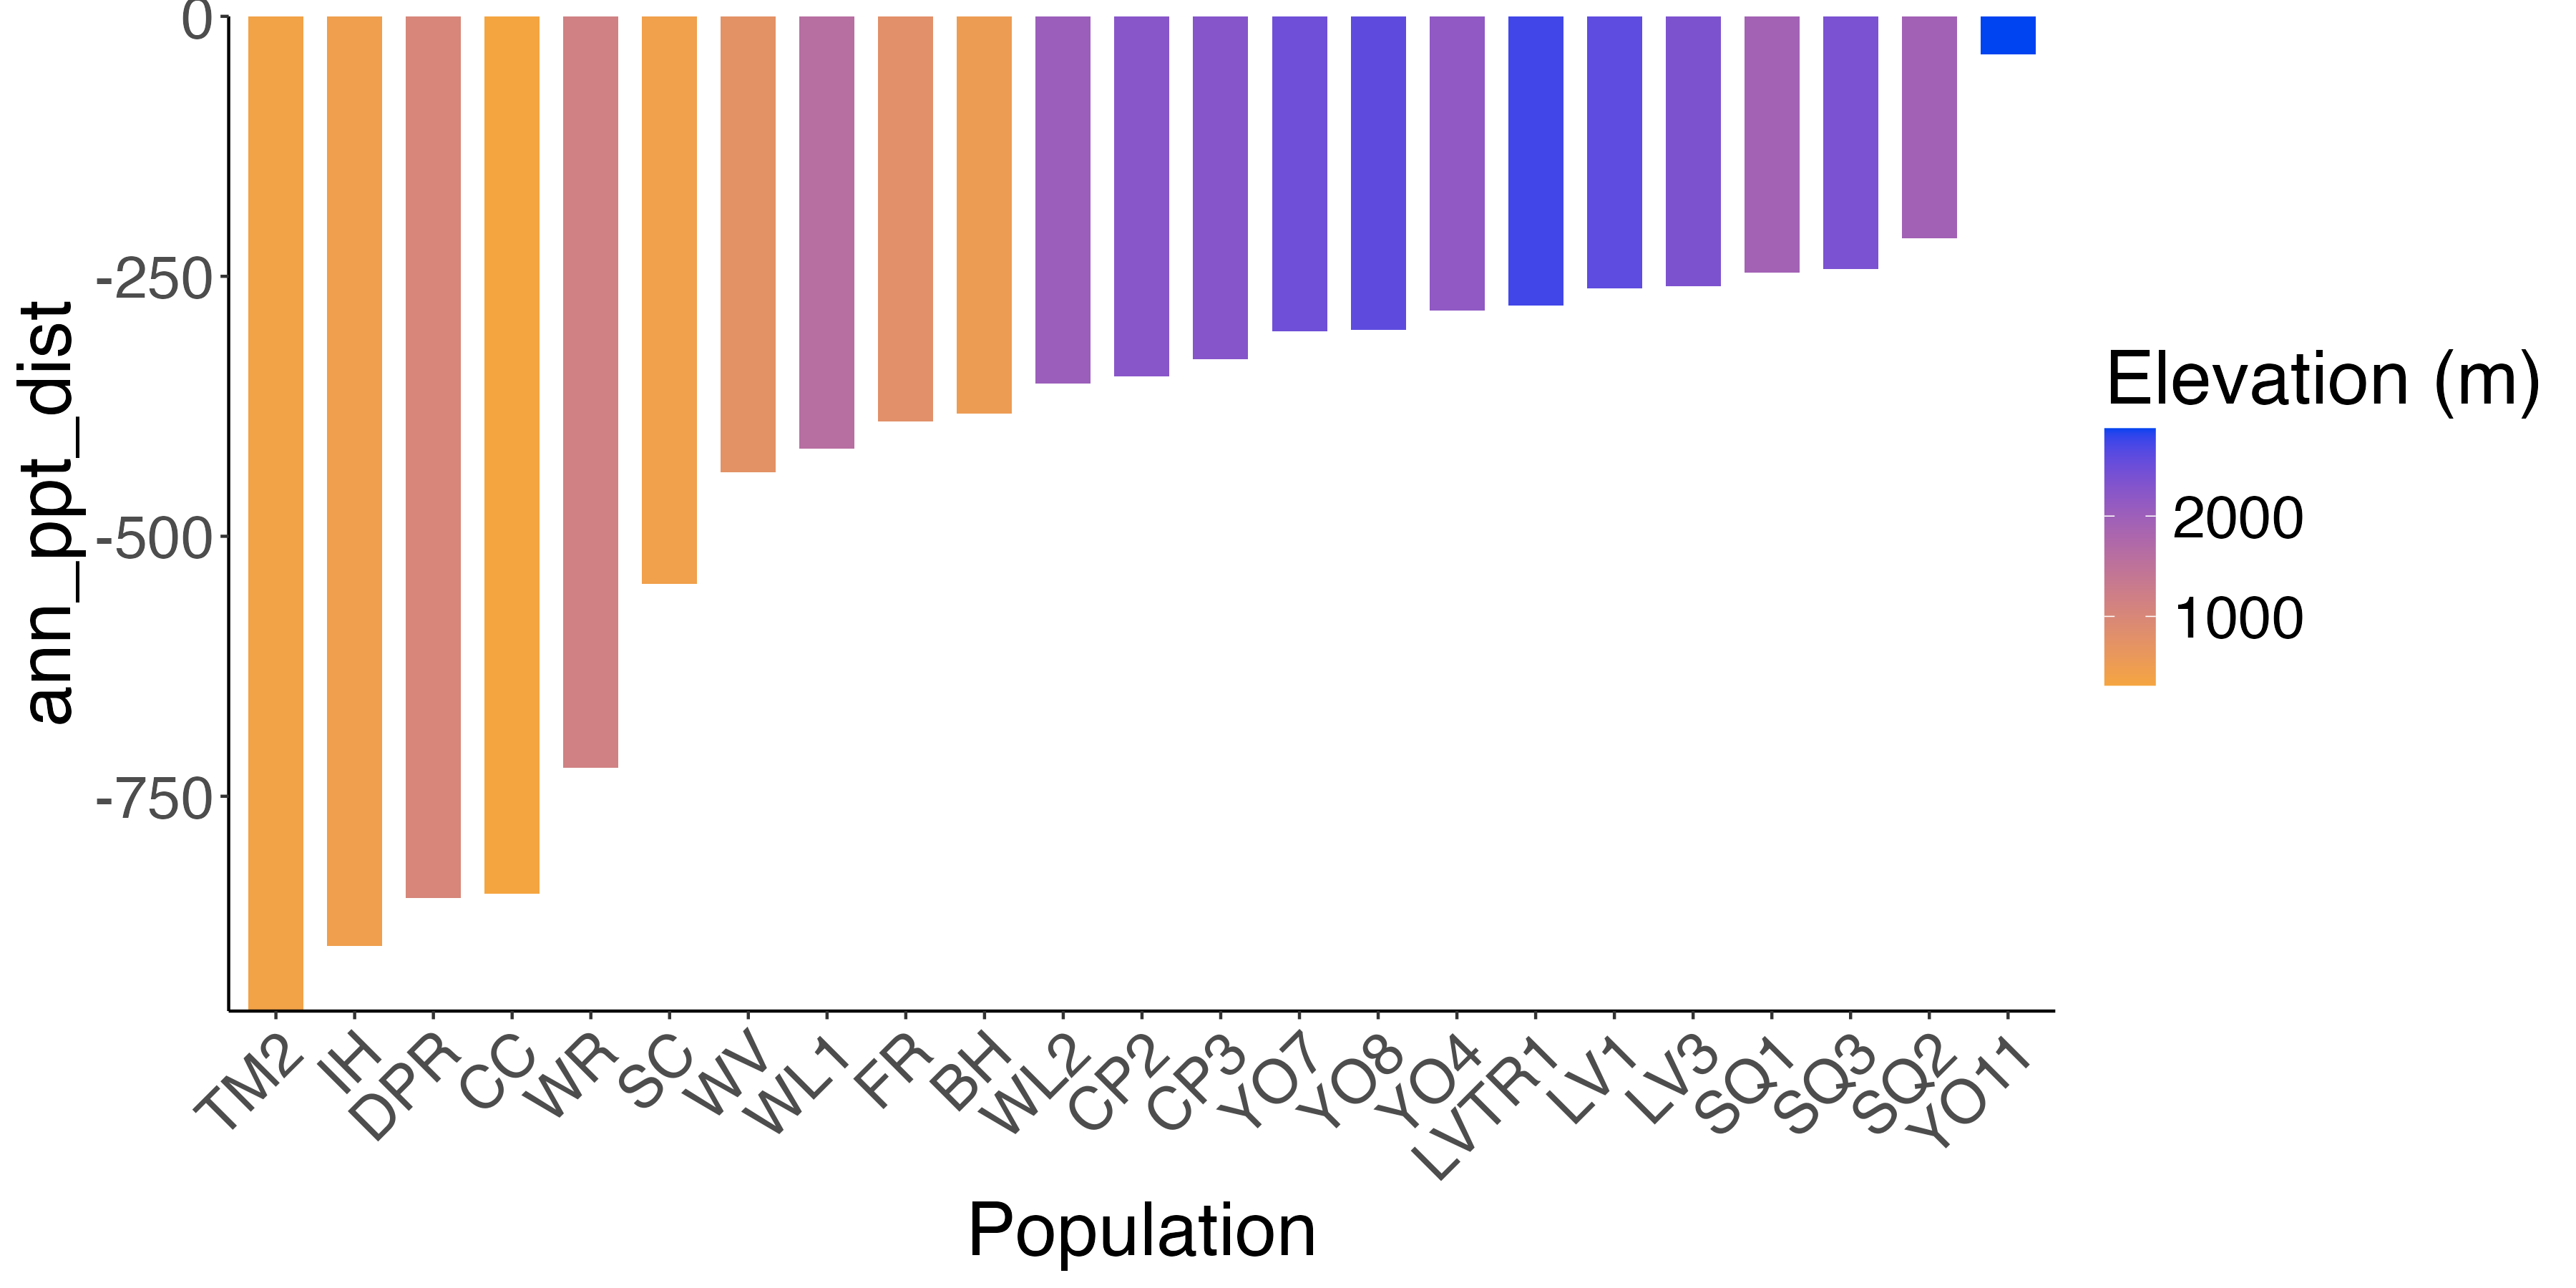 0
-250
-500
-750
ann_ppt_dist
TM2
IH
DPR
CC
WR
SC
WV
WL1
FR
BH
WL2
CP2
CP3
YO7
YO8
YO4
LVTR1
LV1
LV3
SQ1
SQ3
SQ2
YO11
Population
Elevation (m)
2000
1000